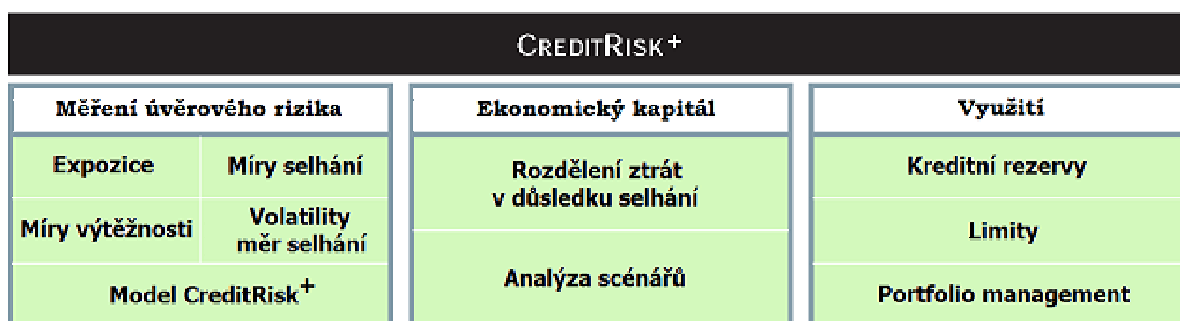 CREDITRISK+
Měření úvěrového rizika
Expozice
Míry selhání
Míry výtěžnosti
Volatility
měr selhání
Model CreditRisk+
Ekonomický kapitál
Rozdělení ztrát
v důsledku selhání
Analýza scénářů
Využití
Kreditní rezervy
Limity
Portfolio management